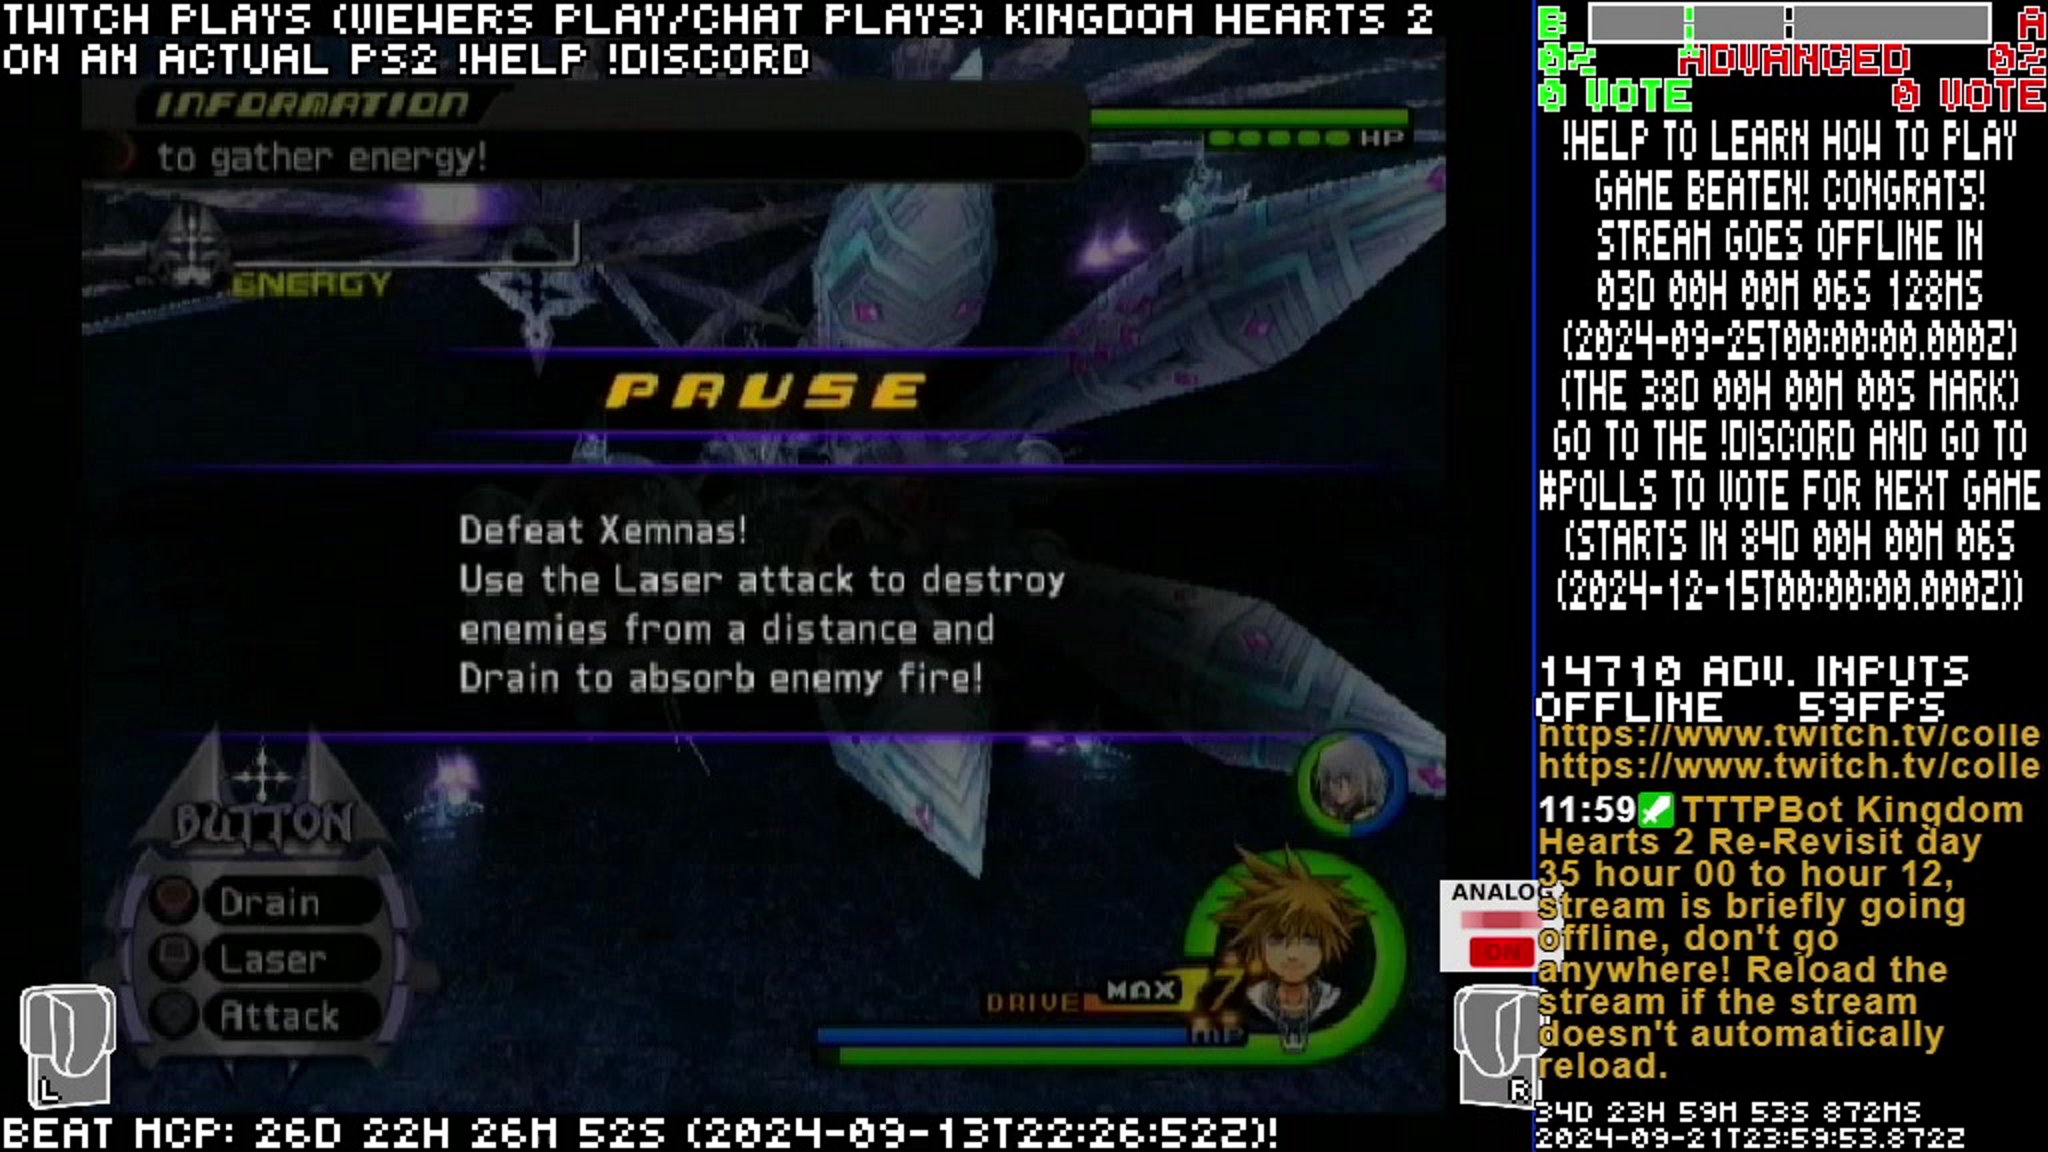 TWITCH PLAYS (VIEWERS PLAY/CHAT PLAYS) KINGDOM HEARTS 2
ON AN ACTUAL PS2 !HELP !DISCORD
INFORMATION
to gather energy!
HP
ENERGY
PAUSE
Defeat Xemnas!
Use the Laser attack to destroy
enemies from a distance and
Drain to absorb enemy fire!
BUTTON
Drain
Laser
Attack
DRIVE MAX 7
MP
L
ANALOG
ON
R
BEAT MCP: 26D 22H 26M 52S (2024-09-13T22:26:52Z)!
B A
0% ADVANCED 0%
0 VOTE 0 VOTE
!HELP TO LEARN HOW TO PLAY
GAME BEATEN! CONGRATS!
STREAM GOES OFFLINE IN
03D 00H 00M 06S 128MS
(2024-09-25T00:00:00.000Z)
(THE 38D 00H 00M 00S MARK)
GO TO THE !DISCORD AND GO TO
#POLLS TO VOTE FOR NEXT GAME
(STARTS IN 84D 00H 00M 06S
(2024-12-15T00:00:00.000Z))
14710 ADV. INPUTS
OFFLINE 59FPS
https://www.twitch.tv/colle
https://www.twitch.tv/colle
11:59 TTTPBot Kingdom
Hearts 2 Re-Revisit day
35 hour 00 to hour 12,
stream is briefly going
offline, don't go
anywhere! Reload the
stream if the stream
doesn't automatically
reload.
34D 23H 59M 53S 872MS
2024-09-21T23:59:53.872Z